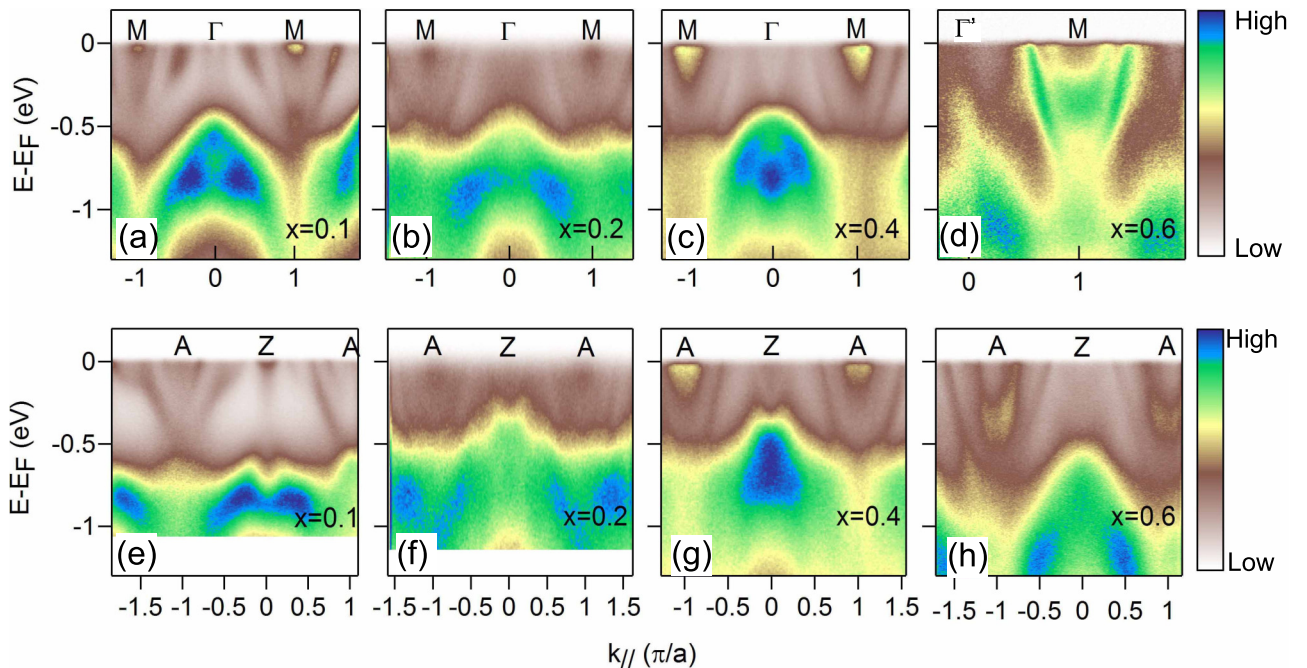 M Γ M
M Γ M
M Γ M
Γ' M
High
Low
0
-0.5
-1
E-EF (eV)
(a) x=0.1
(b) x=0.2
(c) x=0.4
(d) x=0.6
-1 0 1
-1 0 1
-1 0 1
0 1
A Z A
A Z A
A Z A
A Z A
High
Low
0
-0.5
-1
E-EF (eV)
(e) x=0.1
(f) x=0.2
(g) x=0.4
(h) x=0.6
-1.5 -1 -0.5 0 0.5 1
-1.5 -1 -0.5 0 0.5 1 1.5
-1 -0.5 0 0.5 1 1.5
-1.5 -1 -0.5 0 0.5 1
k// (π/a)